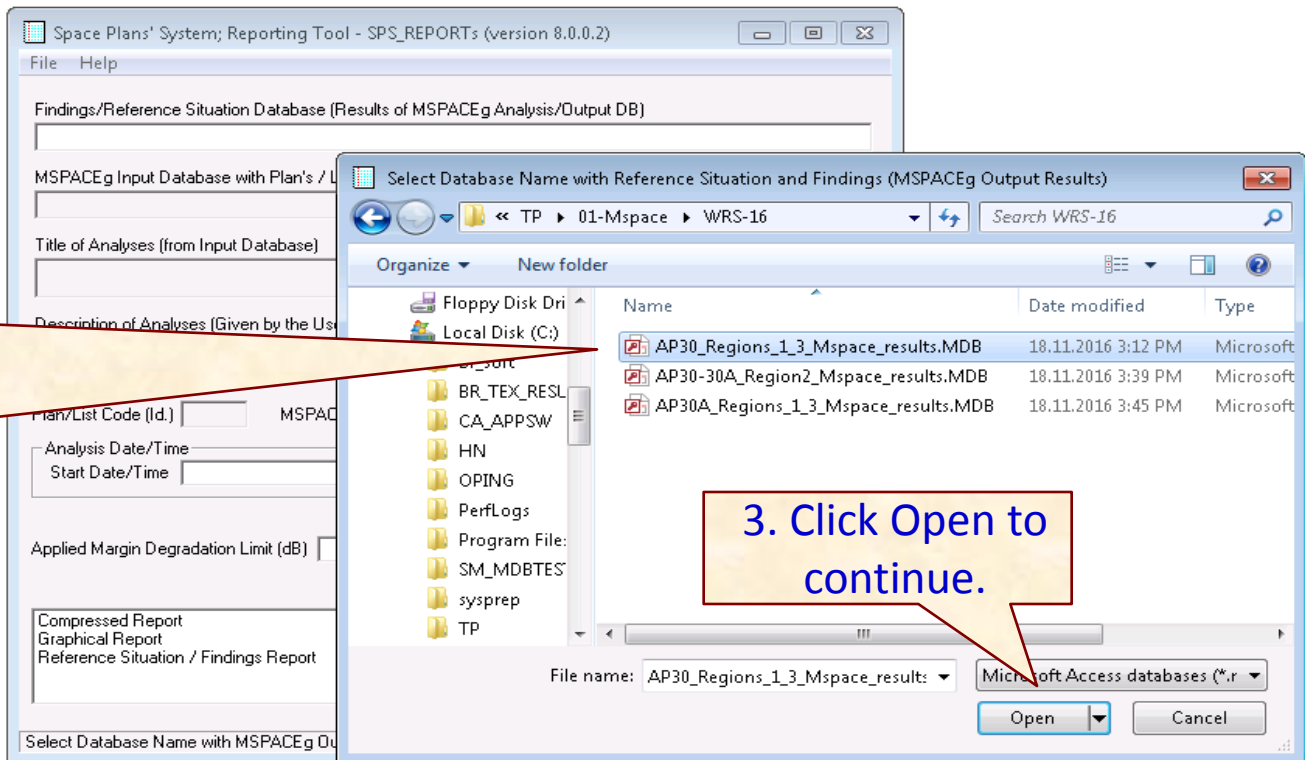 Space Plans' System; Reporting Tool - SPS_REPORTs (version 8.0.0.2)
File Help
Findings/Reference Situation Database (Results of MSPACEg Analysis/Output DB)
MSPACEg Input Database with Plan's / L
Title of Analyses (from Input Database)
Description of Analyses (Given by the Use
Plan/List Code (Id.) MSPAC
Analysis Date/Time
Start Date/Time
Applied Margin Degradation Limit (dB)
Compressed Report
Graphical Report
Reference Situation / Findings Report
Select Database Name with MSPACEg Ou
Select Database Name with Reference Situation and Findings (MSPACEg Output Results)
« TP 01-Mspace WRS-16 Search WRS-16
Organize New folder
Floppy Disk Dri
Local Disk (C:)
BR_TEX_RESL
CA_APPSW
HN
OPING
PerfLogs
Program File:
SM_MDBTES
sysprep
TP
Name Date modified Type
AP30_Regions_1_3_Mspace_results.MDB 18.11.2016 3:12 PM Microsoft
AP30-30A_Region2_Mspace_results.MDB 18.11.2016 3:39 PM Microsoft
AP30A_Regions_1_3_Mspace_results.MDB 18.11.2016 3:45 PM Microsoft
3. Click Open to
continue.
File name: AP30_Regions_1_3_Mspace_results Microsoft Access databases (*.r
Open Cancel